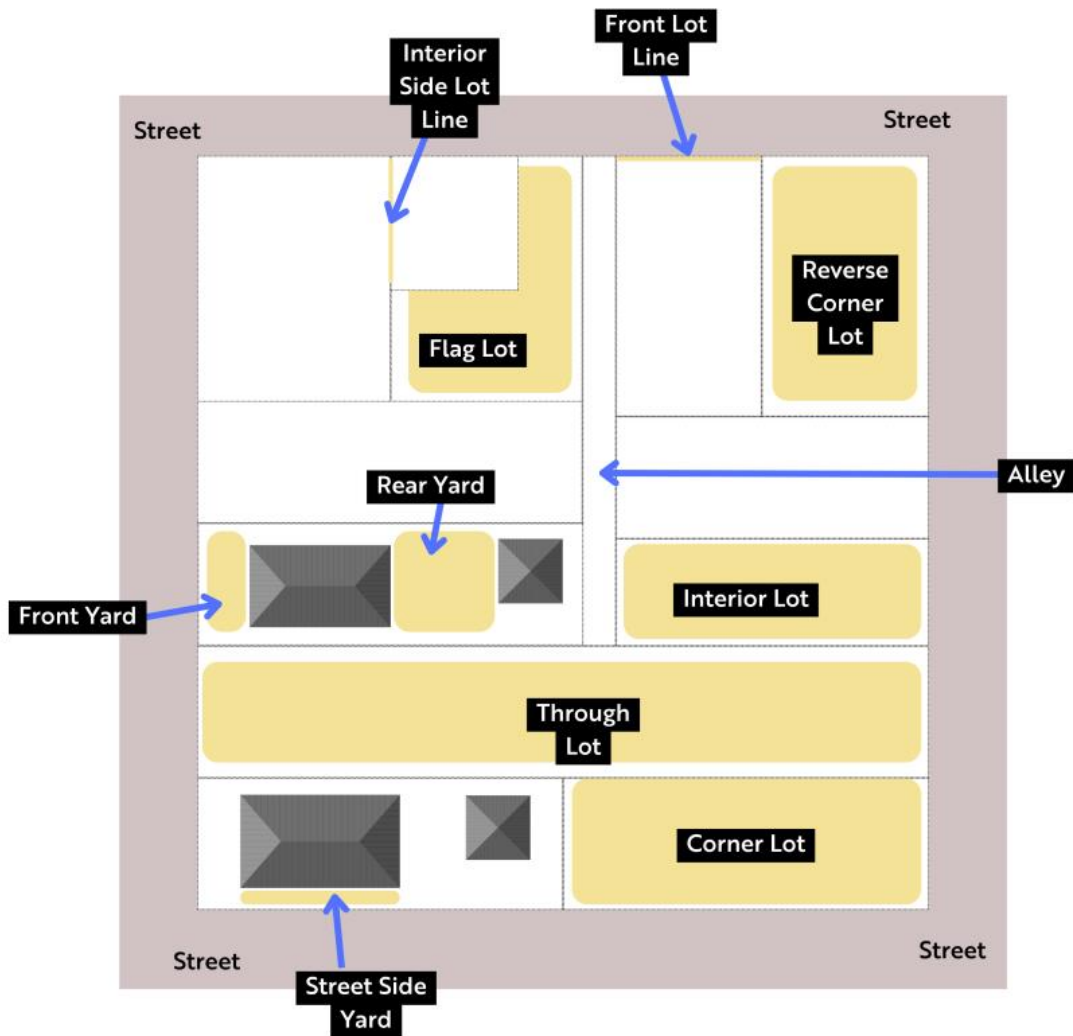 Front Lot
Line
Interior
Side Lot
Line
Street
Street
Reverse
Corner
Lot
Flag Lot
Rear Yard
Alley
Interior Lot
Front Yard
Through
Lot
Corner Lot
Street
Street
Street Side
Yard